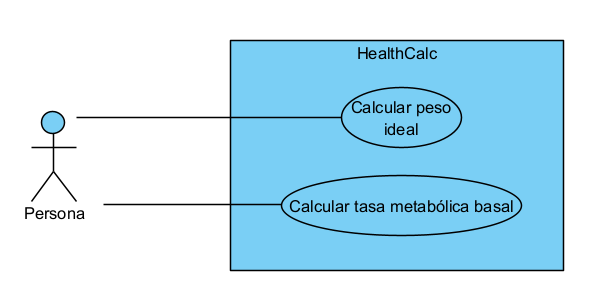 HealthCalc
Calcular peso
ideal
Persona
Calcular tasa metabólica basal